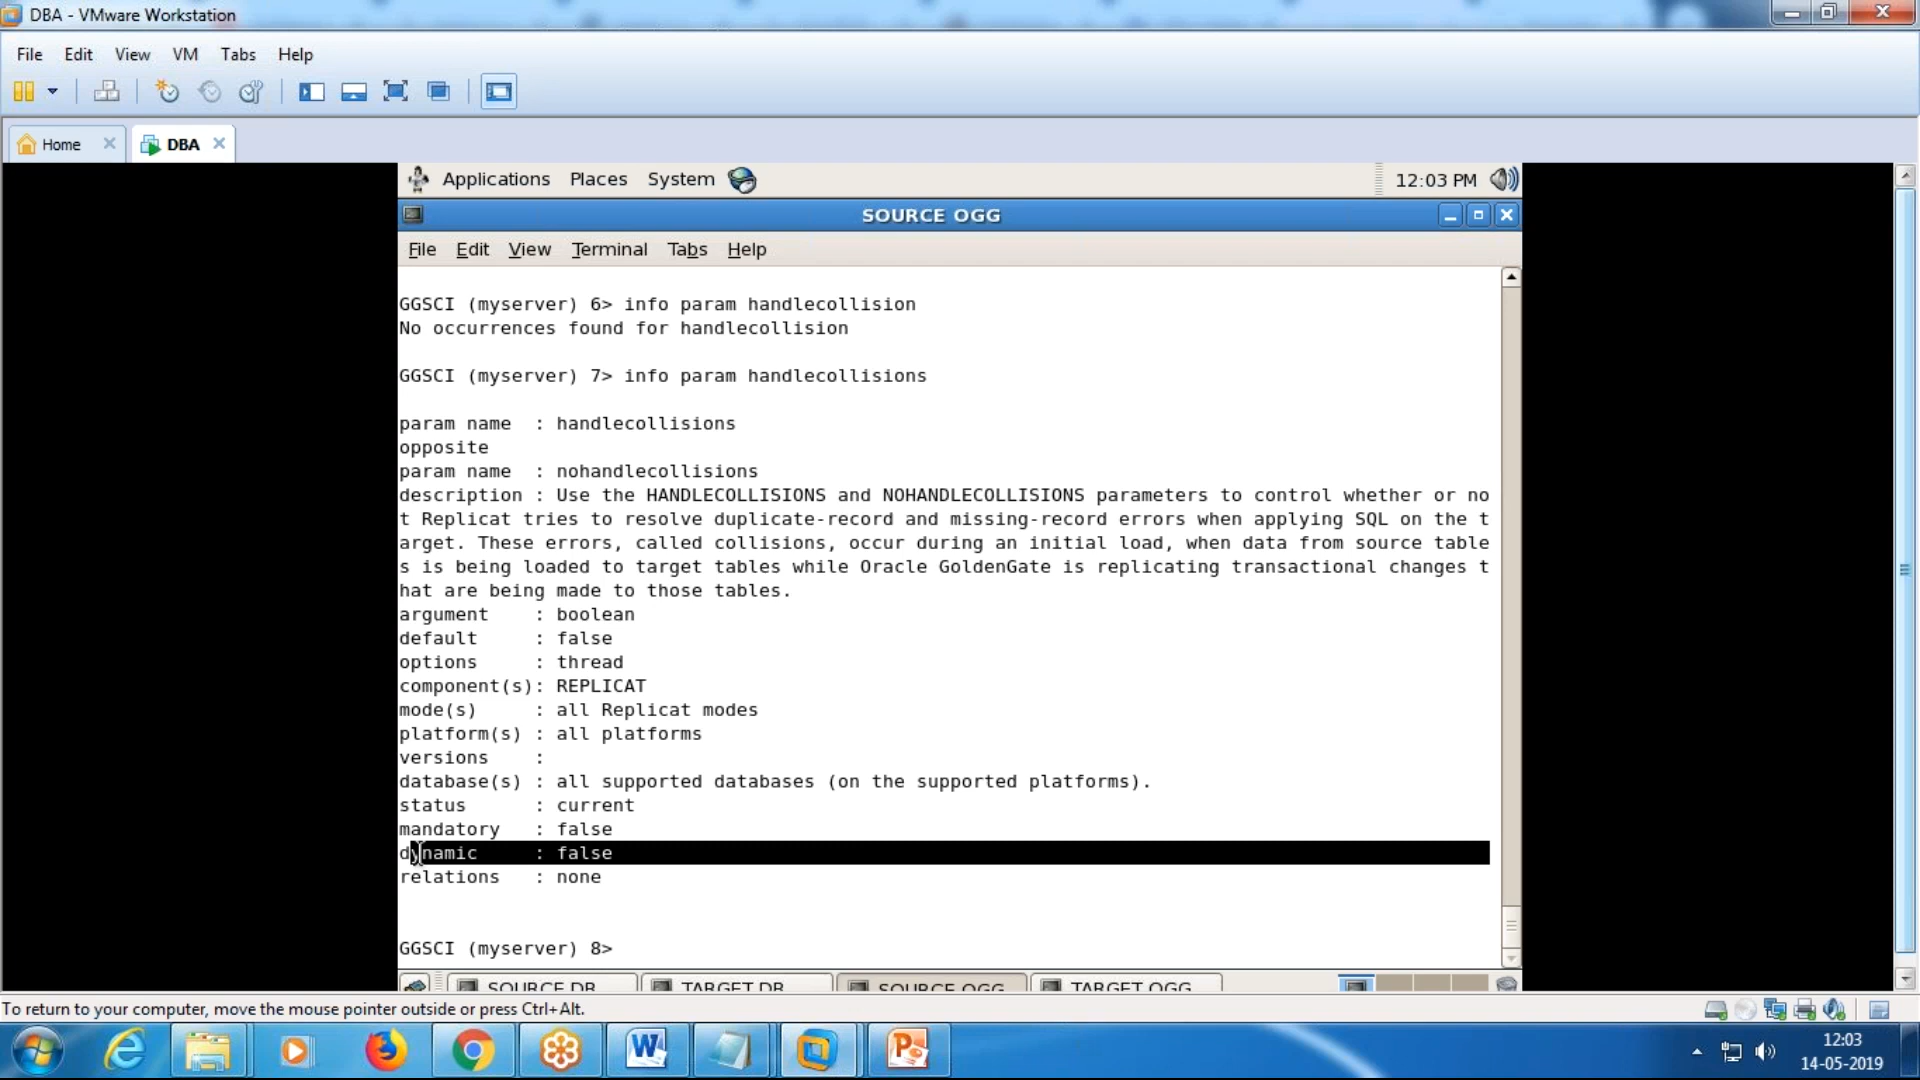 DBA - VMware Workstation
File Edit View VM Tabs Help
Home DBA
Applications Places System 12:03 PM
SOURCE OGG
File Edit View Terminal Tabs Help
GGSCI (myserver) 6> info param handlecollision
No occurrences found for handlecollision
GGSCI (myserver) 7> info param handlecollisions
param name : handlecollisions
opposite
param name : nohandlecollisions
description : Use the HANDLECOLLISIONS and NOHANDLECOLLISIONS parameters to control whether or no
t Replicat tries to resolve duplicate-record and missing-record errors when applying SQL on the t
arget. These errors, called collisions, occur during an initial load, when data from source table
s is being loaded to target tables while Oracle GoldenGate is replicating transactional changes t
hat are being made to those tables.
argument : boolean
default : false
options : thread
component(s): REPLICAT
mode(s) : all Replicat modes
platform(s) : all platforms
versions :
database(s) : all supported databases (on the supported platforms).
status : current
mandatory : false
dynamic : false
relations : none
GGSCI (myserver) 8>
SOURCE DB TARGET DB SOURCE OGG TARGET OGG
To return to your computer, move the mouse pointer outside or press Ctrl+Alt.
12:03
14-05-2019